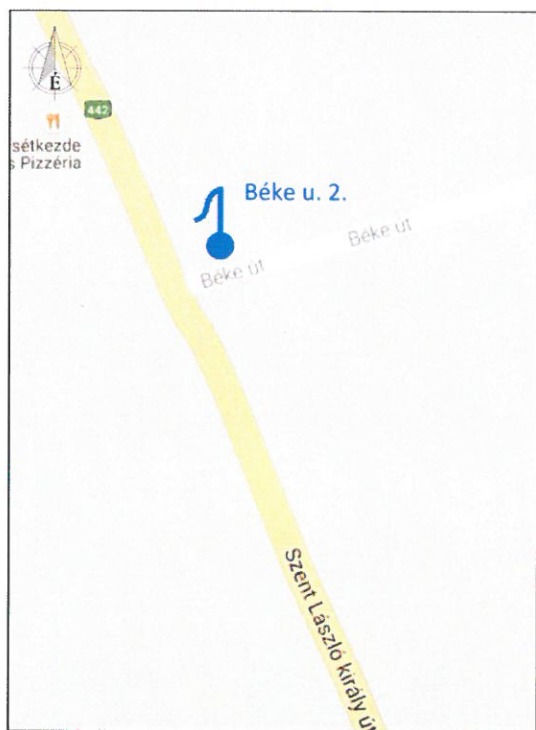 É
442
sétkezde
s Pizzéria
Béke u. 2.
Béke út
Béke út
Szent László király út